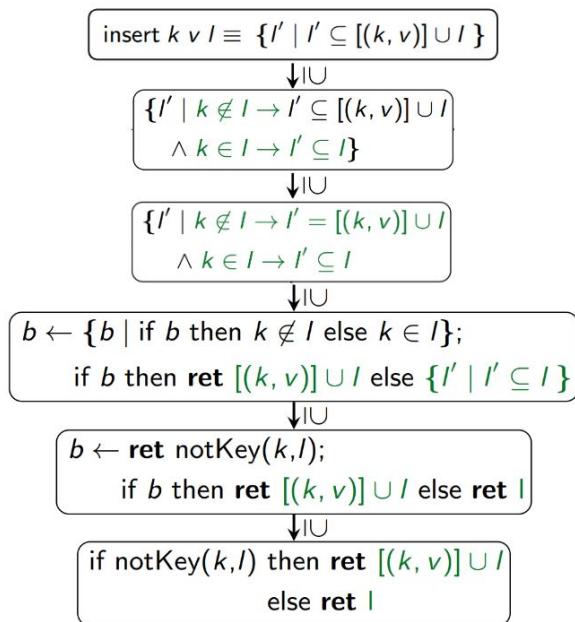 insert k v l ≡ {l′ | l′ ⊆ [(k, v)] ∪ l }
I∪
{l′ | k ∉ l → l′ ⊆ [(k, v)] ∪ l
∧ k ∈ l → l′ ⊆ l}
I∪
{l′ | k ∉ l → l′ = [(k, v)] ∪ l
∧ k ∈ l → l′ ⊆ l
I∪
b ← {b | if b then k ∉ l else k ∈ l};
if b then ret [(k, v)] ∪ l else {l′ | l′ ⊆ l }
I∪
b ← ret notKey(k,l);
if b then ret [(k, v)] ∪ l else ret l
I∪
if notKey(k,l) then ret [(k, v)] ∪ l
else ret l